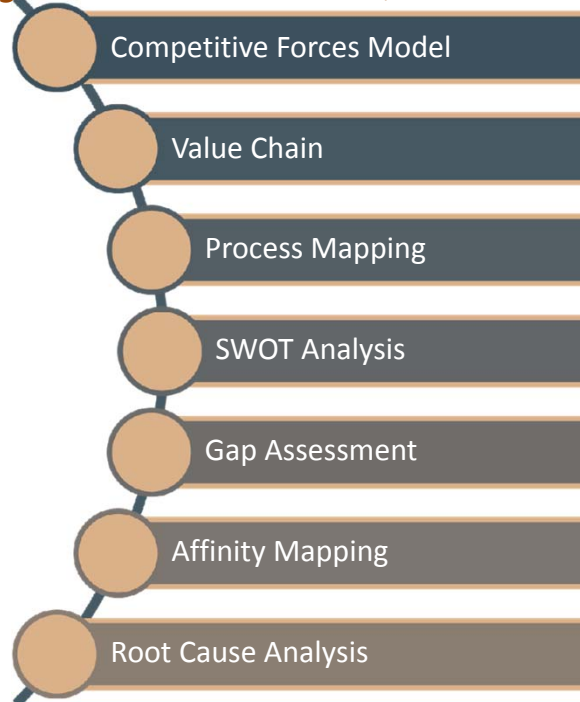 Competitive Forces Model
Value Chain
Process Mapping
SWOT Analysis
Gap Assessment
Affinity Mapping
Root Cause Analysis